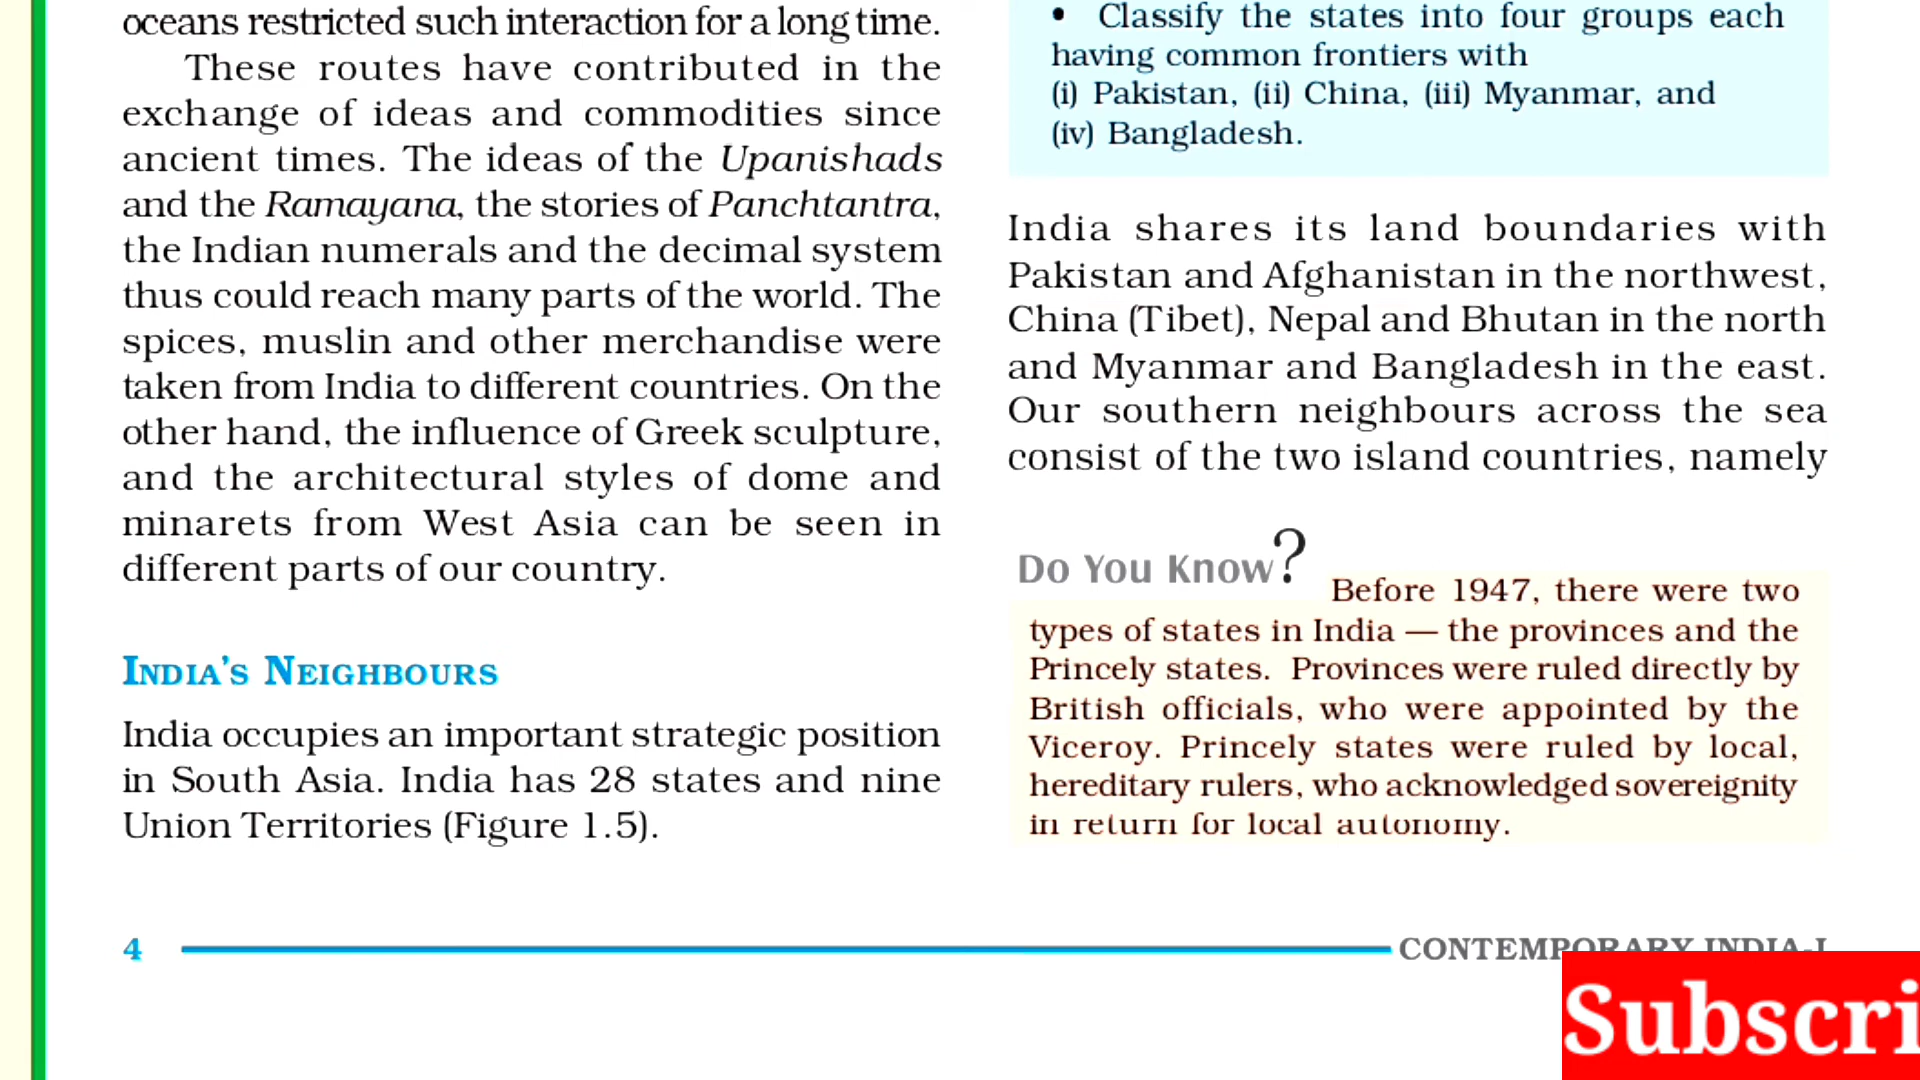 oceans restricted such interaction for a long time.
These routes have contributed in the
exchange of ideas and commodities since
ancient times. The ideas of the Upanishads
and the Ramayana, the stories of Panchtantra,
the Indian numerals and the decimal system
thus could reach many parts of the world. The
spices, muslin and other merchandise were
taken from India to different countries. On the
other hand, the influence of Greek sculpture,
and the architectural styles of dome and
minarets from West Asia can be seen in
different parts of our country.
INDIA'S NEIGHBOURS
India occupies an important strategic position
in South Asia. India has 28 states and nine
Union Territories (Figure 1.5).
• Classify the states into four groups each
having common frontiers with
(i) Pakistan, (ii) China, (iii) Myanmar, and
(iv) Bangladesh.
India shares its land boundaries with
Pakistan and Afghanistan in the northwest,
China (Tibet), Nepal and Bhutan in the north
and Myanmar and Bangladesh in the east.
Our southern neighbours across the sea
consist of the two island countries, namely
Do You Know?
Before 1947, there were two
types of states in India — the provinces and the
Princely states. Provinces were ruled directly by
British officials, who were appointed by the
Viceroy. Princely states were ruled by local,
hereditary rulers, who acknowledged sovereignity
in return for local autonomy.
4
CONTEMPORARY INDIA-I
Subscri